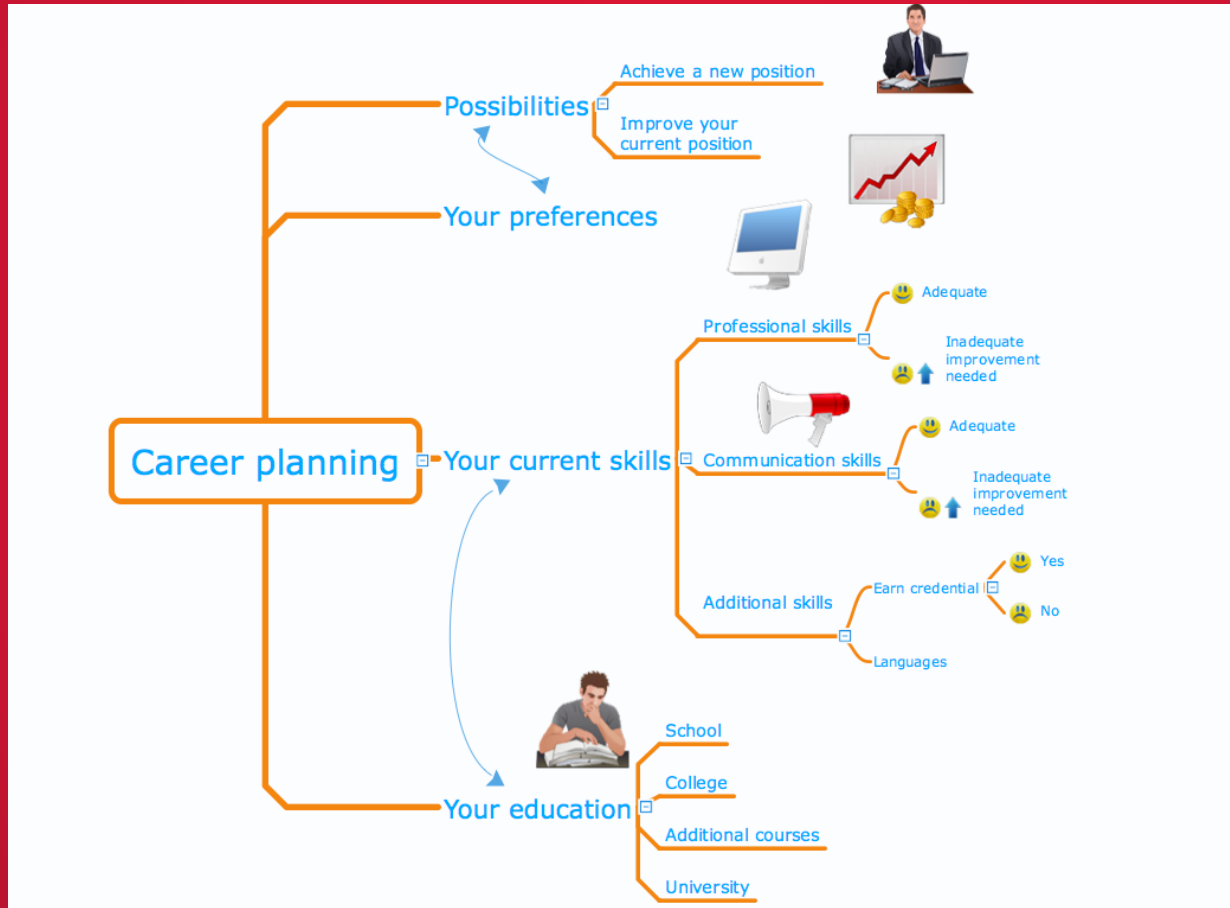 Achieve a new position
Possibilities
Improve your
current position
Your preferences
Career planning
Your current skills
Professional skills
Adequate
Inadequate
improvement
needed
Communication skills
Adequate
Inadequate
improvement
needed
Additional skills
Earn credential
Yes
No
Languages
Your education
School
College
Additional courses
University